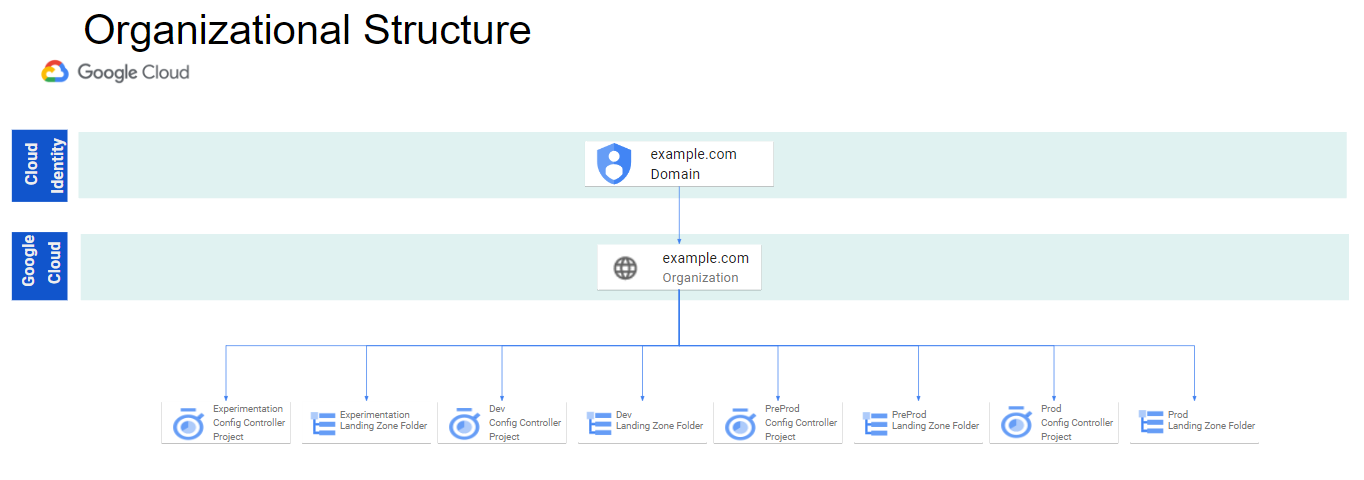 Organizational Structure
Google Cloud
Cloud
Identity
example.com
Domain
Google
Cloud
example.com
Organization
Experimentation
Config Controller
Project
Experimentation
Landing Zone Folder
Dev
Config Controller
Project
Dev
Landing Zone Folder
PreProd
Config Controller
Project
PreProd
Landing Zone Folder
Prod
Config Controller
Project
Prod
Landing Zone Folder